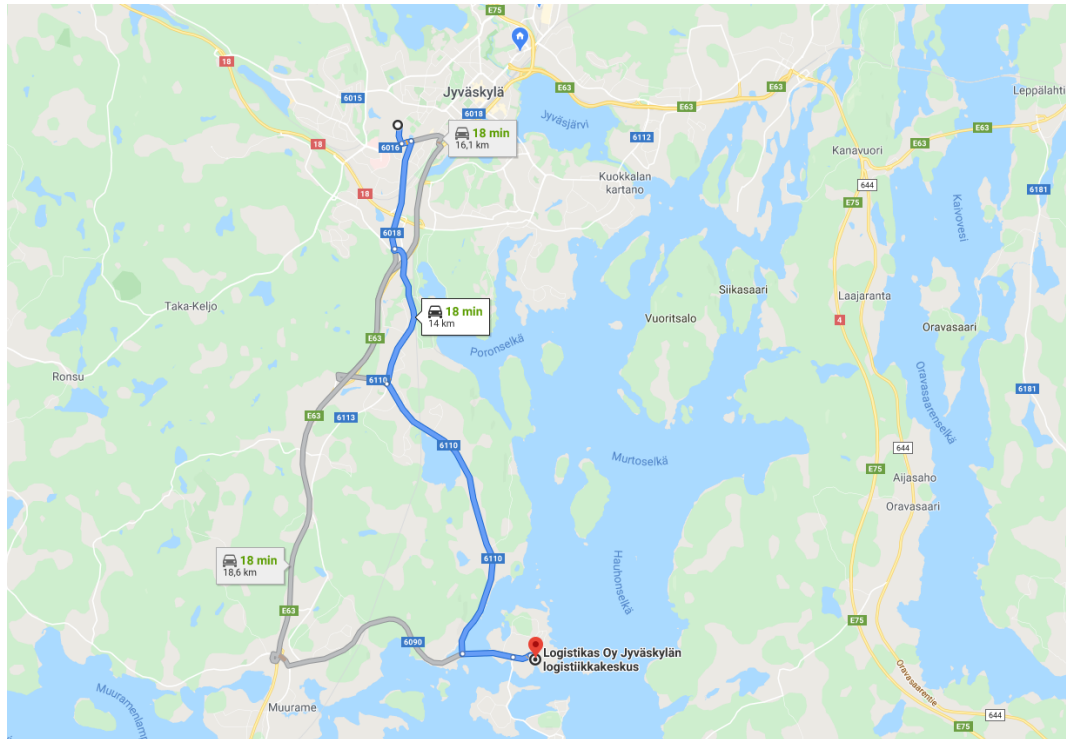 E75
18
E63
6015
Jyväskylä
6018
Jyväsjärvi
E63
E63
Leppälahti
18 min
16,1 km
6016
6112
E63
E63
18
Kanavuori
Kuokkalan
kartano
644
E75
6181
18
Kaivovesi
6018
Taka-Keljo
Siikasaari
Laajaranta
18 min
14 km
Vuoritsalo
4
Oravasaari
E63
Poronselkä
Ronsu
6110
Oravasaarenselkä
6181
E63
6113
6110
644
Murtoselkä
E75
Aijasaho
Oravasaari
18 min
18,6 km
6110
Hauhonselkä
E63
E75
6090
Logistikas Oy Jyväskylän
logistiikkakeskus
Oravasaarentie
Muurame
644
E75